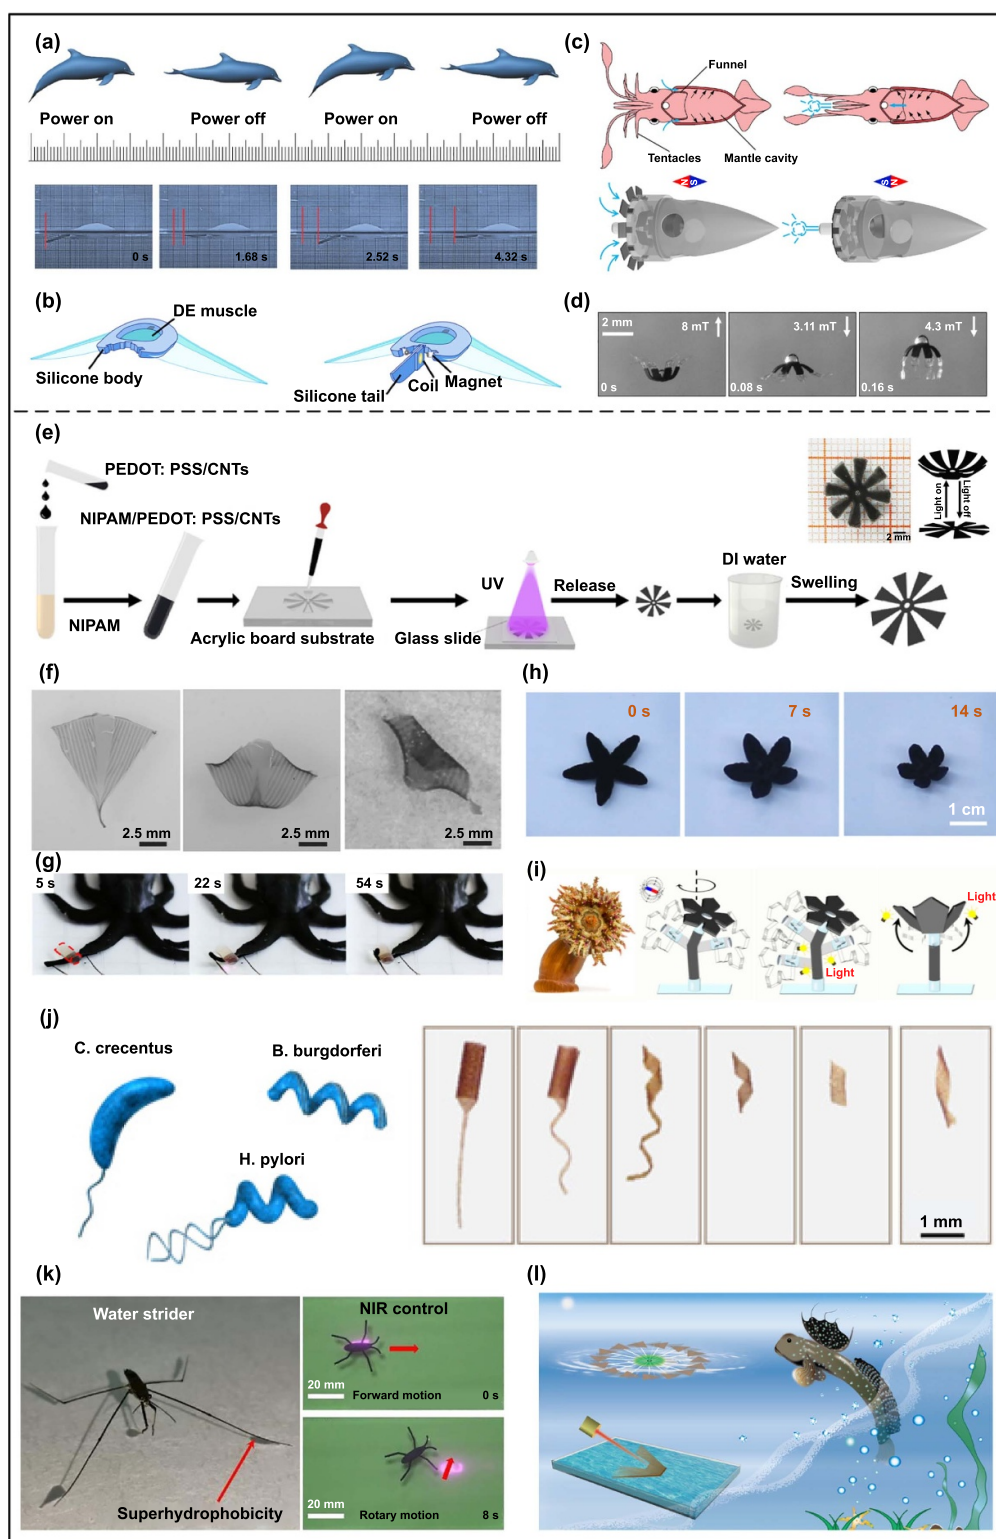 (a)
Power on
Power off
Power on
Power off
0 s
1.68 s
2.52 s
4.32 s
(c)
Funnel
Tentacles
Mantle cavity
N S
S N
(b)
DE muscle
Silicone body
Silicone tail
Coil
Magnet
(d)
2 mm
8 mT
0 s
3.11 mT
0.08 s
4.3 mT
0.16 s
(e)
PEDOT: PSS/CNTs
NIPAM/PEDOT: PSS/CNTs
NIPAM
Acrylic board substrate
UV
Glass slide
Release
DI water
Swelling
2 mm
Light on
Light off
(f)
2.5 mm
2.5 mm
2.5 mm
(g)
5 s
22 s
54 s
(h)
0 s
7 s
14 s
1 cm
(i)
Light
Light
(j)
C. crecentus
B. burgdorferi
H. pylori
1 mm
(k)
Water strider
Superhydrophobicity
NIR control
20 mm
Forward motion
0 s
20 mm
Rotary motion
8 s
(l)